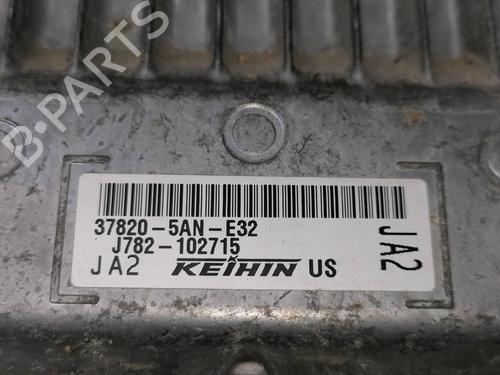 B-PARTS
37820-5AN-E32
J782-102715
JA2 KEIHIN US
JA2